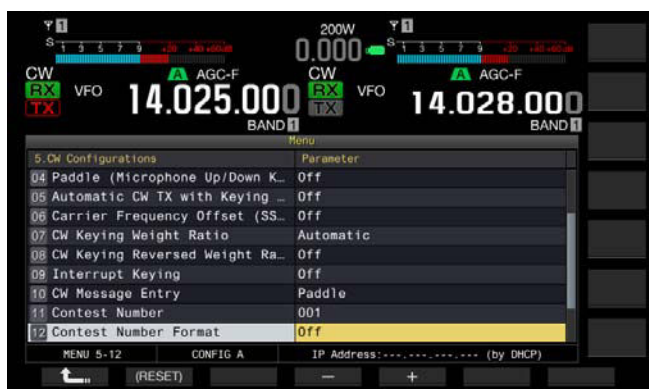 1 200W 1
S 1 3 5 7 9 +20 +40 +60dB 0.000 S 1 3 5 7 9 +20 +40 +60dB
CW A AGC-F CW A AGC-F
RX VFO 14.025.000 RX VFO 14.028.000
TX TX
BAND 1 BAND 1
Menu
5.CW Configurations Parameter
04 Paddle (Microphone Up/Down K… Off
05 Automatic CW TX with Keying … Off
06 Carrier Frequency Offset (SS… Off
07 CW Keying Weight Ratio Automatic
08 CW Keying Reversed Weight Ra… Off
09 Interrupt Keying Off
10 CW Message Entry Paddle
11 Contest Number 001
12 Contest Number Format Off
MENU 5-12 CONFIG A IP Address:---.---.---.--- (by DHCP)
(RESET) − +